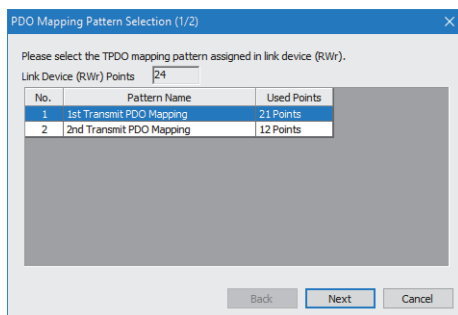 PDO Mapping Pattern Selection (1/2)
Please select the TPDO mapping pattern assigned in link device (RWr).
Link Device (RWr) Points 24
No. Pattern Name Used Points
1 1st Transmit PDO Mapping 21 Points
2 2nd Transmit PDO Mapping 12 Points
Back Next Cancel